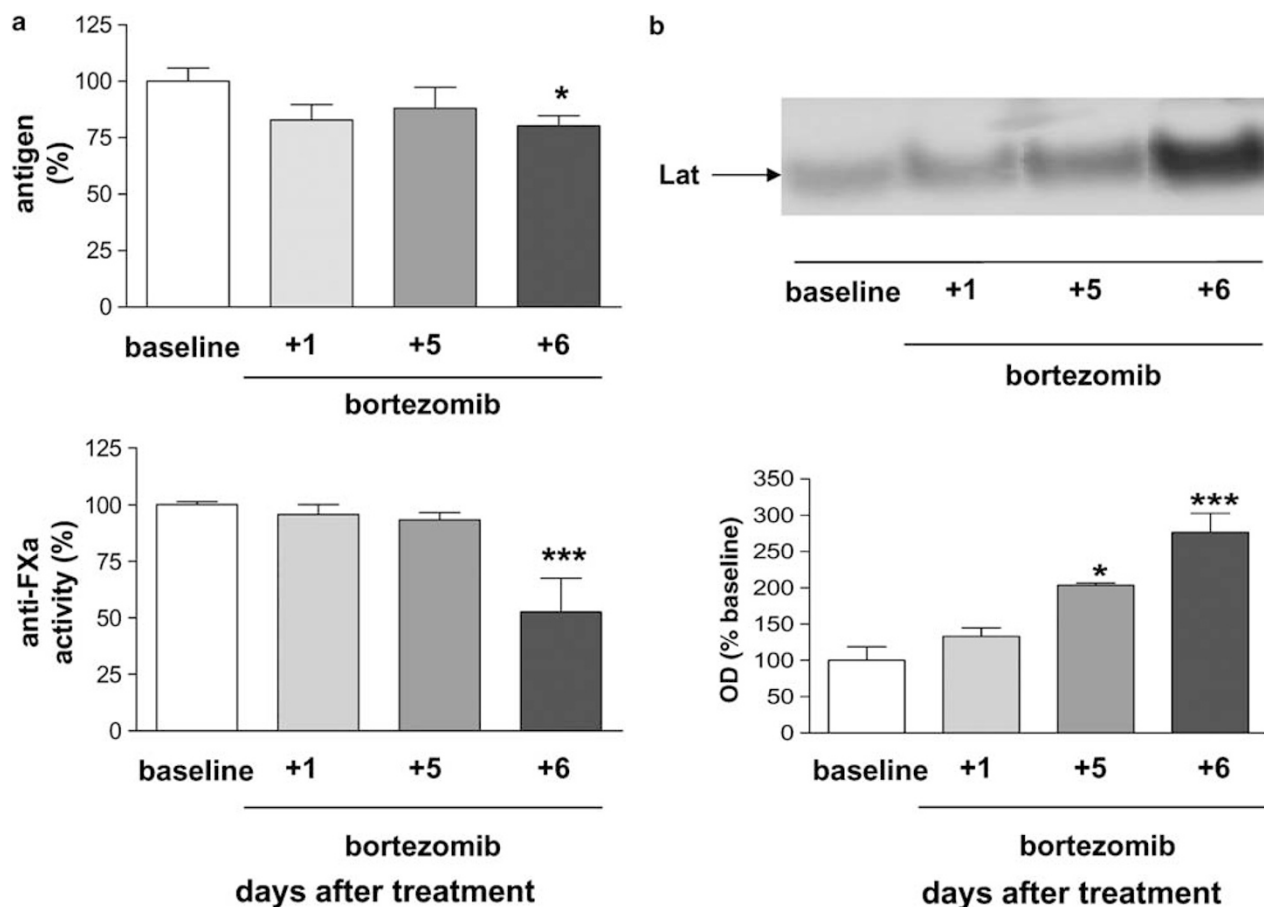 a
125
100
75
50
25
0
antigen
(%)
*
baseline +1 +5 +6
bortezomib
125
100
75
50
25
0
anti-FXa
activity (%)
***
baseline +1 +5 +6
bortezomib
days after treatment
b
Lat
baseline +1 +5 +6
bortezomib
350
300
250
200
150
100
50
0
OD (% baseline)
* ***
baseline +1 +5 +6
bortezomib
days after treatment